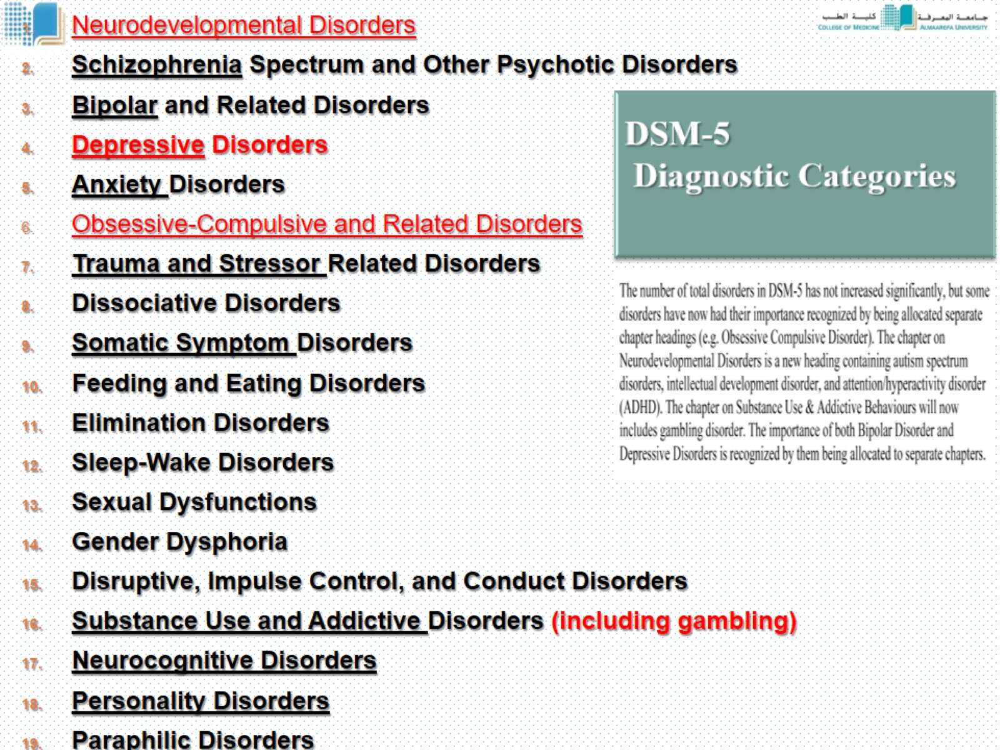 1. Neurodevelopmental Disorders
2. Schizophrenia Spectrum and Other Psychotic Disorders
3. Bipolar and Related Disorders
4. Depressive Disorders
5. Anxiety Disorders
6. Obsessive-Compulsive and Related Disorders
7. Trauma and Stressor Related Disorders
8. Dissociative Disorders
9. Somatic Symptom Disorders
10. Feeding and Eating Disorders
11. Elimination Disorders
12. Sleep-Wake Disorders
13. Sexual Dysfunctions
14. Gender Dysphoria
15. Disruptive, Impulse Control, and Conduct Disorders
16. Substance Use and Addictive Disorders (including gambling)
17. Neurocognitive Disorders
18. Personality Disorders
19. Paraphilic Disorders
كلية الطب
COLLEGE OF MEDICINE
جامعة المعرفة
ALMAAREFA UNIVERSITY
DSM-5
Diagnostic Categories
The number of total disorders in DSM-5 has not increased significantly, but some
disorders have now had their importance recognized by being allocated separate
chapter headings (e.g. Obsessive Compulsive Disorder). The chapter on
Neurodevelopmental Disorders is a new heading containing autism spectrum
disorders, intellectual development disorder, and attention/hyperactivity disorder
(ADHD). The chapter on Substance Use & Addictive Behaviours will now
includes gambling disorder. The importance of both Bipolar Disorder and
Depressive Disorders is recognized by them being allocated to separate chapters.